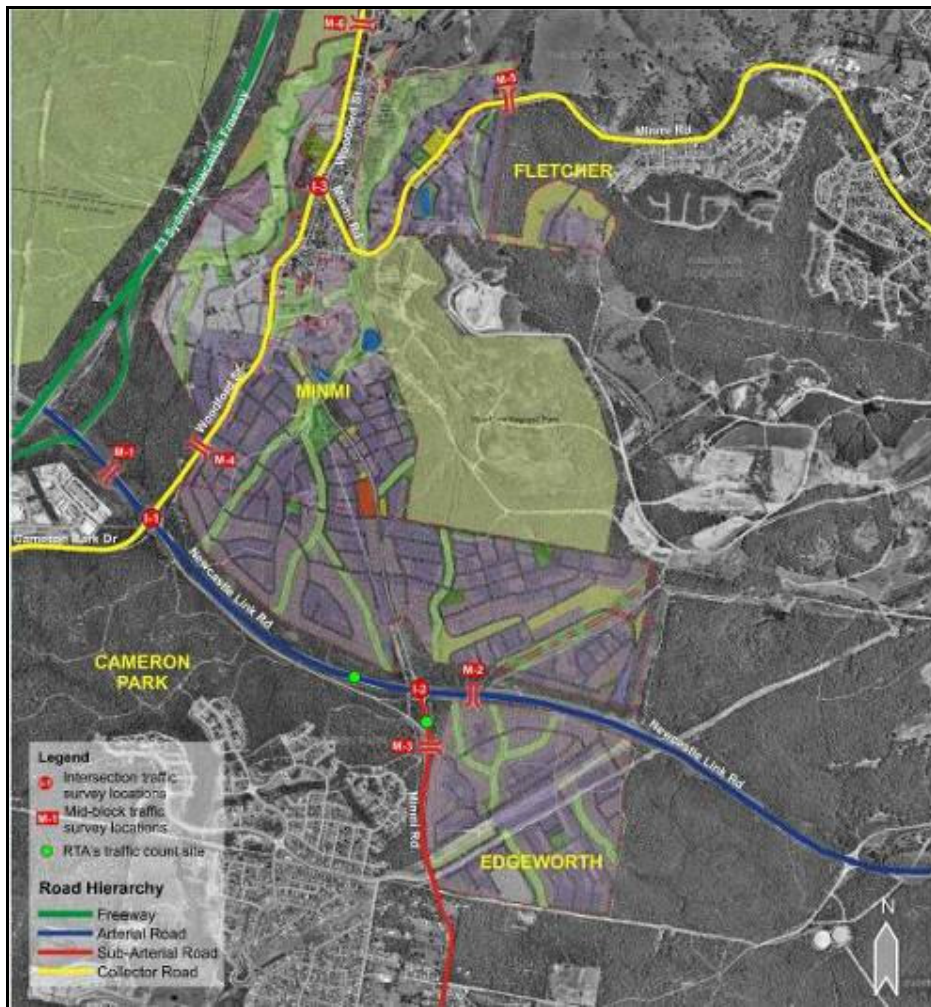 M-6
M-5
Woodford St
Minmi Rd
FLETCHER
I-3
Minmi Rd
F3 Sydney Newcastle Freeway
MINMI
Woodford St
M-1
M-4
I-1
Cameron Park Dr
Newcastle Link Rd
CAMERON
PARK
M-2
I-2
M-3
Newcastle Link Rd
Minmi Rd
EDGEWORTH
Legend
I-1 Intersection traffic
survey locations
M-1 Mid-block traffic
survey locations
RTA's traffic count site
Road Hierarchy
Freeway
Arterial Road
Sub-Arterial Road
Collector Road
N